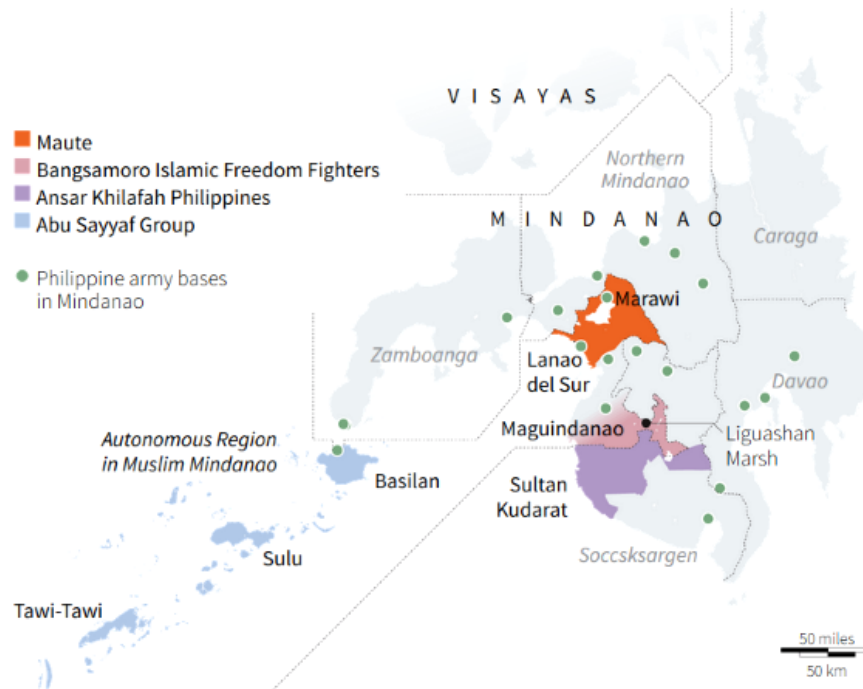 VISAYAS
Maute
Bangsamoro Islamic Freedom Fighters
Ansar Khilafah Philippines
Abu Sayyaf Group
Philippine army bases
in Mindanao
Northern
Mindanao
MINDANAO
Caraga
Marawi
Zamboanga
Lanao
del Sur
Davao
Maguindanao
Liguashan
Marsh
Autonomous Region
in Muslim Mindanao
Basilan
Sultan
Kudarat
Sulu
Soccsksargen
Tawi-Tawi
50 miles
50 km